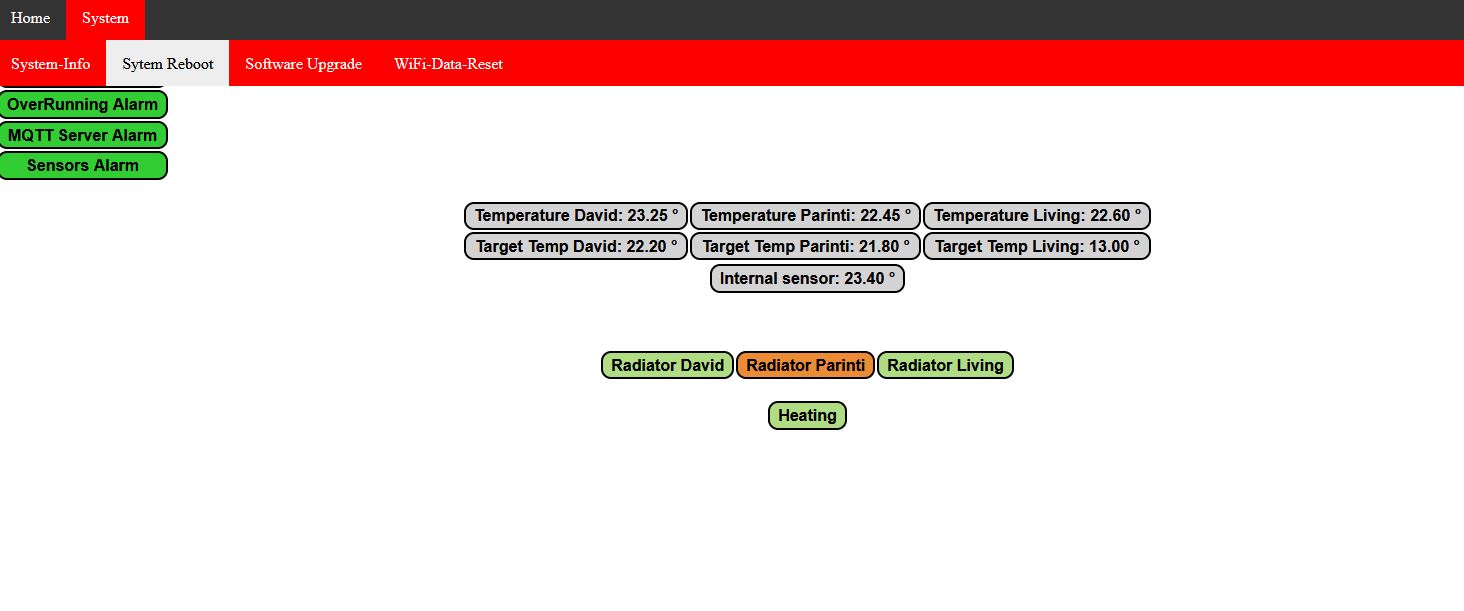 Home System
System-Info Sytem Reboot Software Upgrade WiFi-Data-Reset
OverRunning Alarm
MQTT Server Alarm
Sensors Alarm
Temperature David: 23.25 ° Temperature Parinti: 22.45 ° Temperature Living: 22.60 °
Target Temp David: 22.20 ° Target Temp Parinti: 21.80 ° Target Temp Living: 13.00 °
Internal sensor: 23.40 °
Radiator David Radiator Parinti Radiator Living
Heating